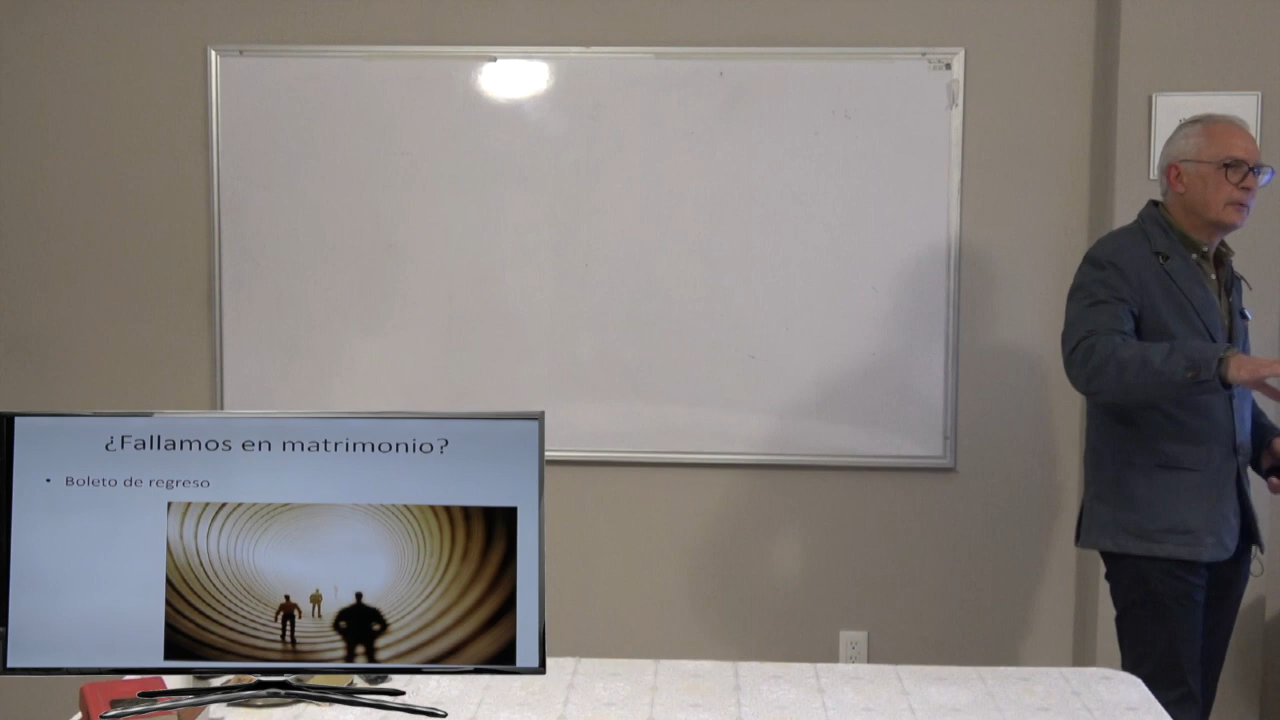 ¿Fallamos en matrimonio?
• Boleto de regreso